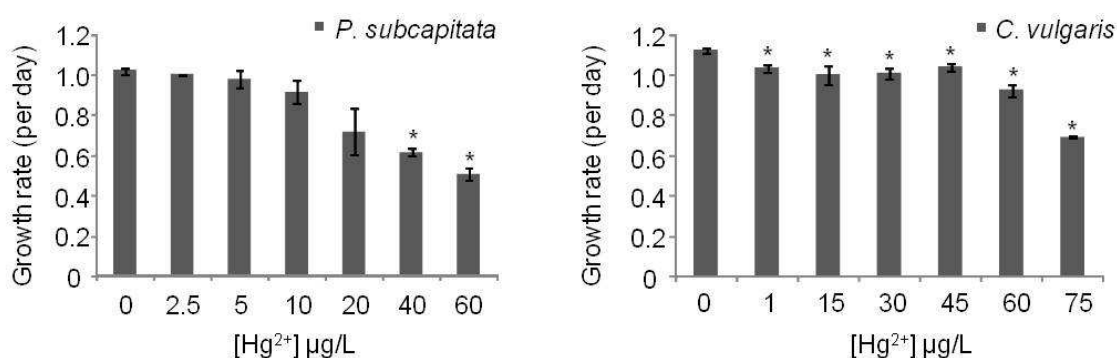 P. subcapitata
Growth rate (per day)
1.2
1.0
0.8
0.6
0.4
0.2
0
* *
0 2.5 5 10 20 40 60
[Hg²⁺] µg/L
C. vulgaris
Growth rate (per day)
1.2
1.0
0.8
0.6
0.4
0.2
0
* * * * * *
0 1 15 30 45 60 75
[Hg²⁺] µg/L